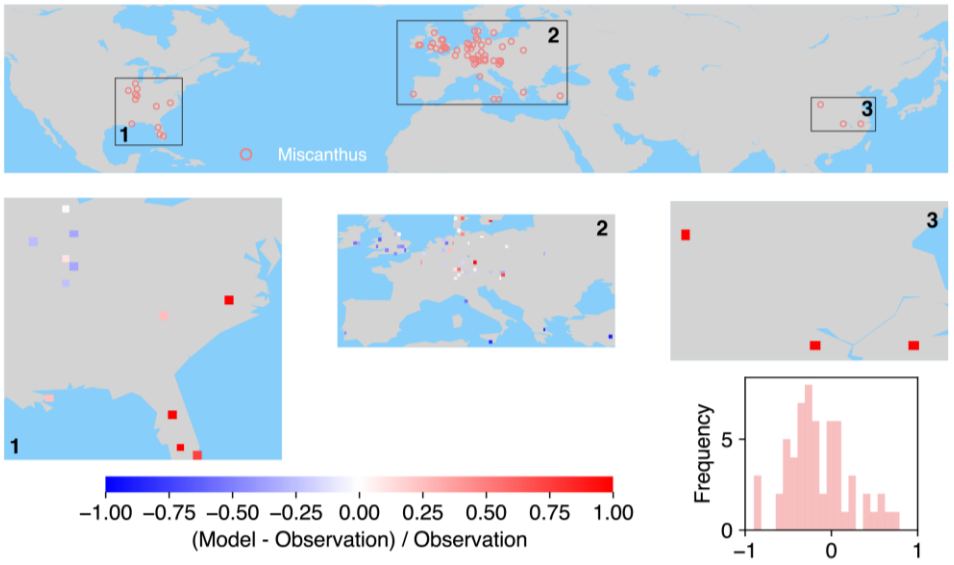 2
1
3
Miscanthus
1
2
3
−1.00 −0.75 −0.50 −0.25 0.00 0.25 0.50 0.75 1.00
(Model - Observation) / Observation
Frequency
5
0
−1 0 1